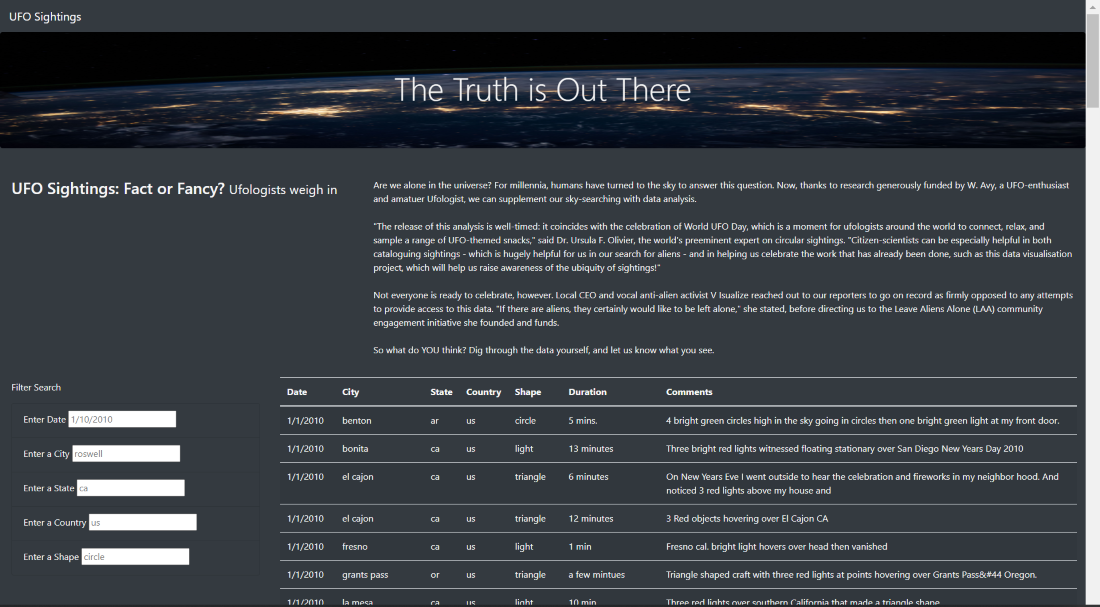 UFO Sightings
The Truth is Out There
UFO Sightings: Fact or Fancy? Ufologists weigh in
Are we alone in the universe? For millennia, humans have turned to the sky to answer this question. Now, thanks to research generously funded by W. Avy, a UFO-enthusiast
and amatuer Ufologist, we can supplement our sky-searching with data analysis.
"The release of this analysis is well-timed: it coincides with the celebration of World UFO Day, which is a moment for ufologists around the world to connect, relax, and
sample a range of UFO-themed snacks," said Dr. Ursula F. Olivier, the world's preeminent expert on circular sightings. "Citizen-scientists can be especially helpful in both
cataloguing sightings - which is hugely helpful for us in our search for aliens - and in helping us celebrate the work that has already been done, such as this data visualisation
project, which will help us raise awareness of the ubiquity of sightings!"
Not everyone is ready to celebrate, however. Local CEO and vocal anti-alien activist V Isualize reached out to our reporters to go on record as firmly opposed to any attempts
to provide access to this data. "If there are aliens, they certainly would like to be left alone," she stated, before directing us to the Leave Aliens Alone (LAA) community
engagement initiative she founded and funds.
So what do YOU think? Dig through the data yourself, and let us know what you see.
Filter Search
Enter Date 1/10/2010
Enter a City roswell
Enter a State ca
Enter a Country us
Enter a Shape circle
Date City State Country Shape Duration Comments
1/1/2010 benton ar us circle 5 mins. 4 bright green circles high in the sky going in circles then one bright green light at my front door.
1/1/2010 bonita ca us light 13 minutes Three bright red lights witnessed floating stationary over San Diego New Years Day 2010
1/1/2010 el cajon ca us triangle 6 minutes On New Years Eve I went outside to hear the celebration and fireworks in my neighbor hood. And
noticed 3 red lights above my house and
1/1/2010 el cajon ca us triangle 12 minutes 3 Red objects hovering over El Cajon CA
1/1/2010 fresno ca us light 1 min Fresno cal. bright light hovers over head then vanished
1/1/2010 grants pass or us triangle a few mintues Triangle shaped craft with three red lights at points hovering over Grants Pass&#44 Oregon.
1/1/2010 la mesa ca us light 10 min Three red lights over southern California that made a triangle shape